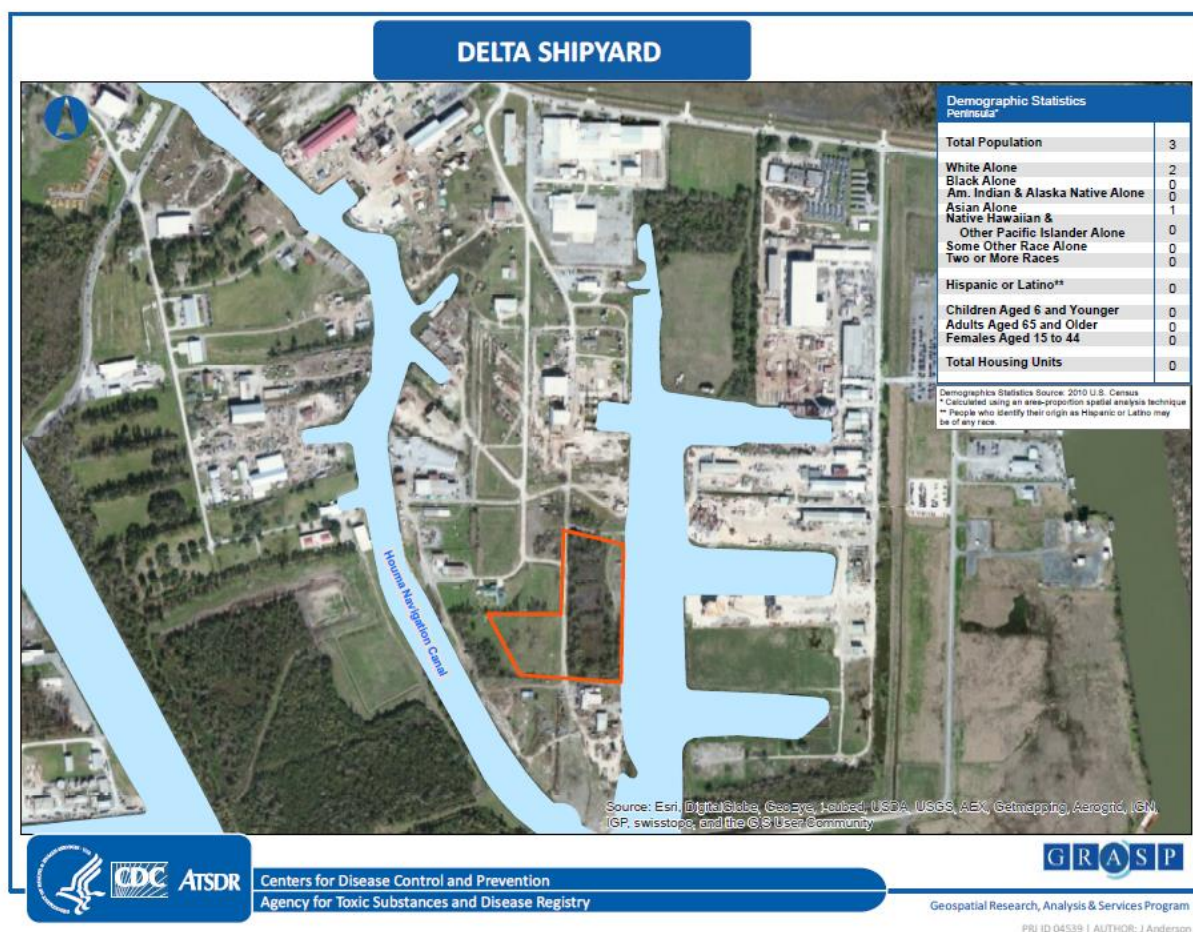 DELTA SHIPYARD
Demographic Statistics
Peninsula*
Total Population 3
White Alone 2
Black Alone 0
Am. Indian & Alaska Native Alone 0
Asian Alone 1
Native Hawaiian &
Other Pacific Islander Alone 0
Some Other Race Alone 0
Two or More Races 0
Hispanic or Latino** 0
Children Aged 6 and Younger 0
Adults Aged 65 and Older 0
Females Aged 15 to 44 0
Total Housing Units 0
Demographics Statistics Source: 2010 U.S. Census
* Calculated using an area-proportion spatial analysis technique
** People who identify their origin as Hispanic or Latino may
be of any race.
Houma Navigation Canal
Source: Esri, DigitalGlobe, GeoEye, i-cubed, USDA, USGS, AEX, Getmapping, Aerogrid, IGN,
IGP, swisstopo, and the GIS User Community
CDC ATSDR
Centers for Disease Control and Prevention
Agency for Toxic Substances and Disease Registry
GRASP
Geospatial Research, Analysis & Services Program
PRJ ID 04539 | AUTHOR: J Anderson